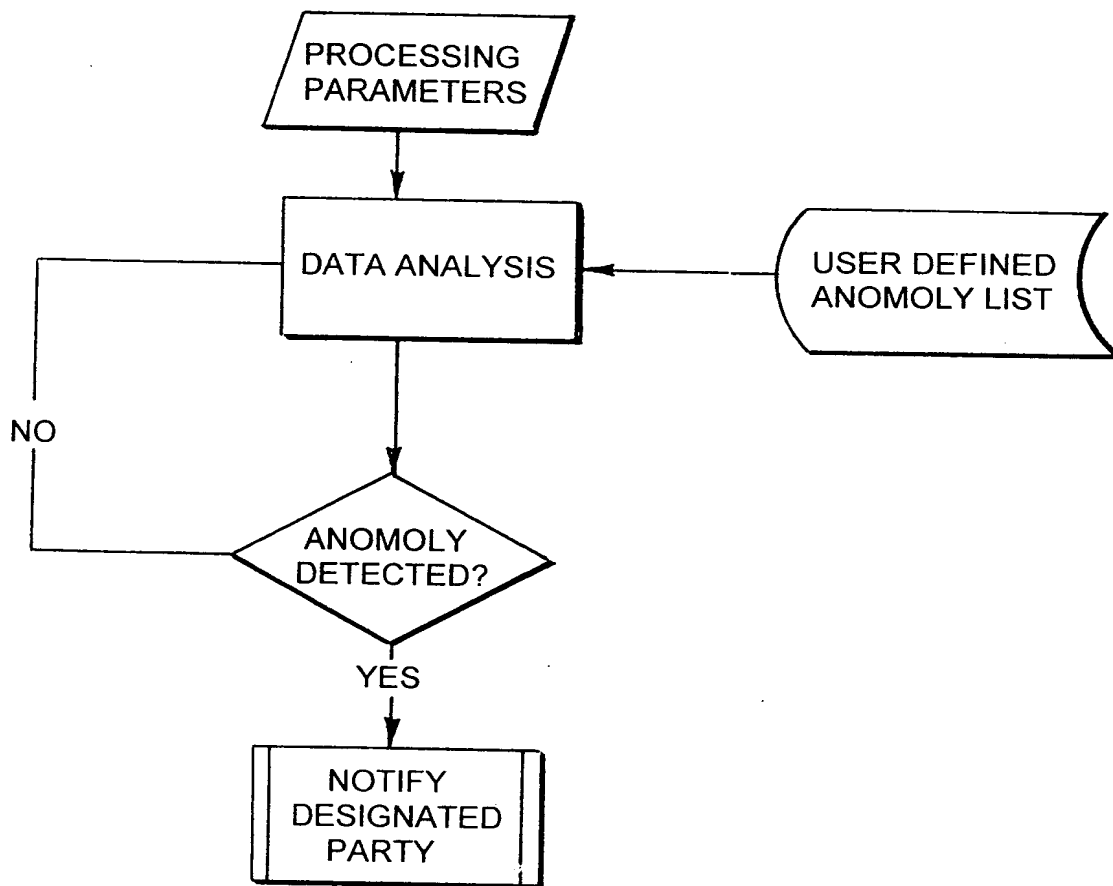 PROCESSING
PARAMETERS
DATA ANALYSIS
USER DEFINED
ANOMOLY LIST
NO
ANOMOLY
DETECTED?
YES
NOTIFY
DESIGNATED
PARTY